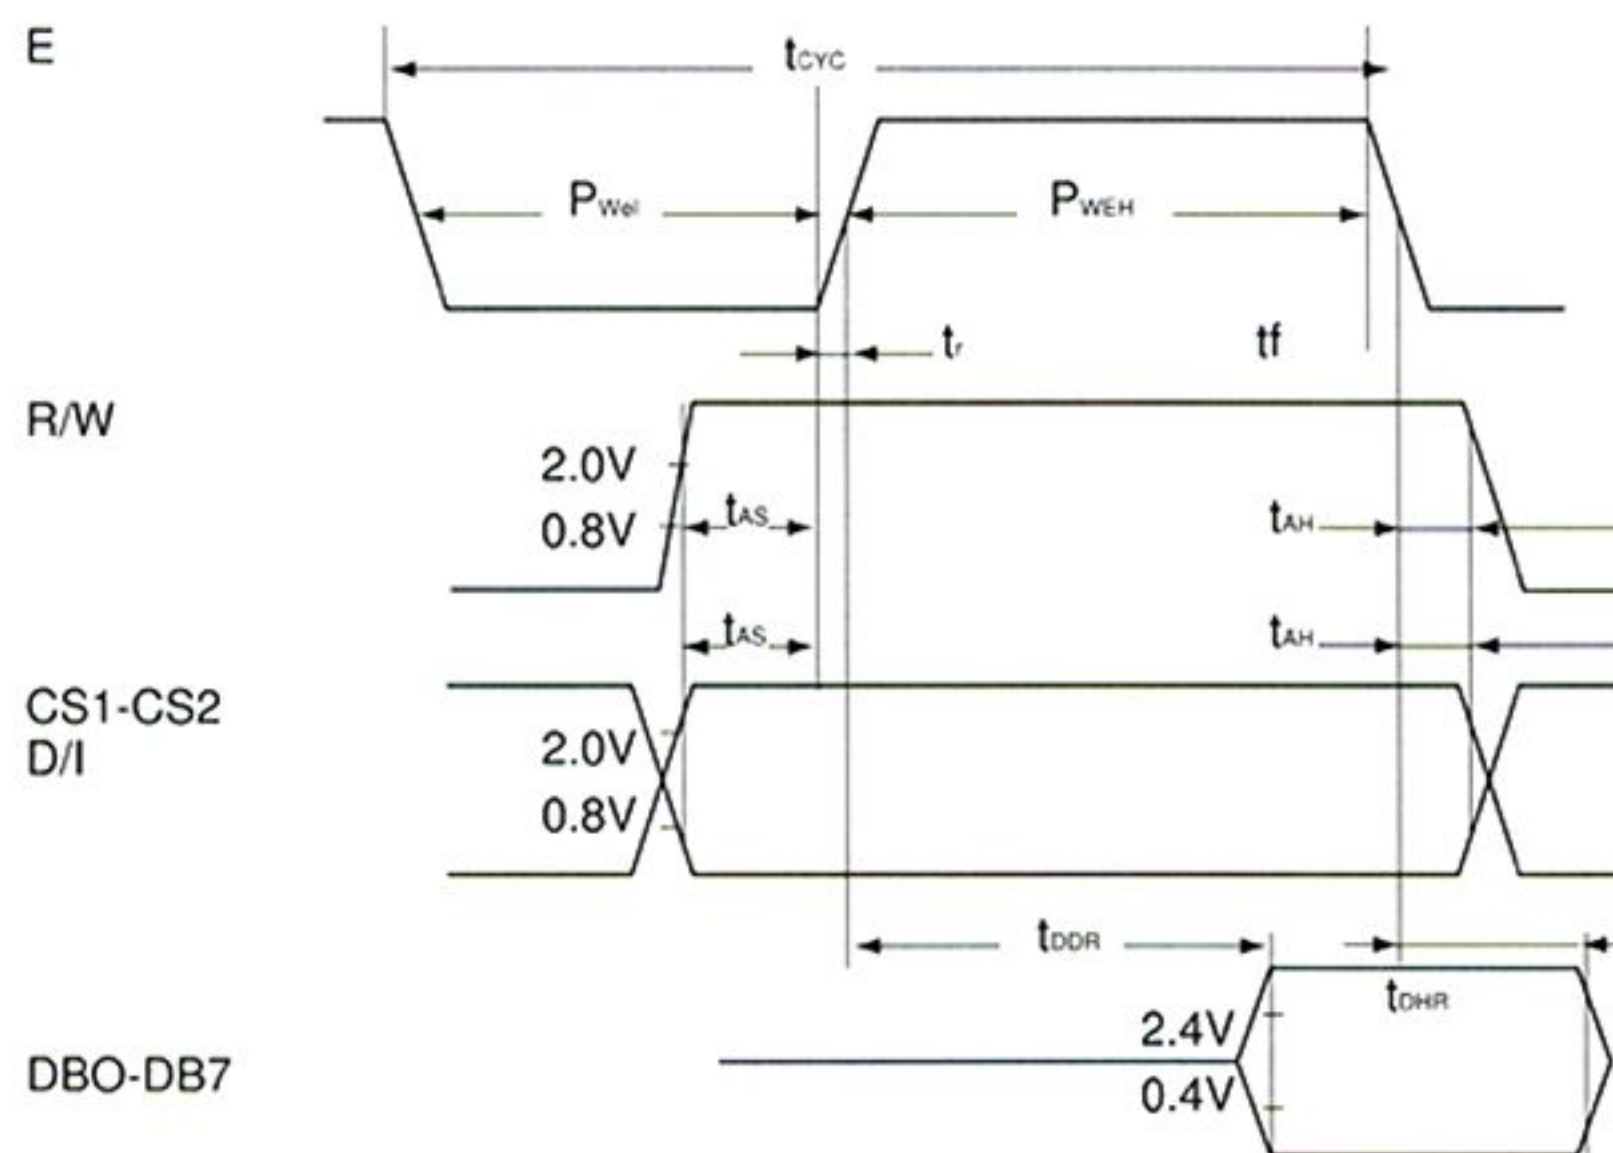 E
tCYC
PWel
PWEH
tr
tf
R/W
2.0V
tAS
tAH
0.8V
tAS
tAH
CS1-CS2
D/I
2.0V
0.8V
tDDR
tDHR
2.4V
DBO-DB7
0.4V